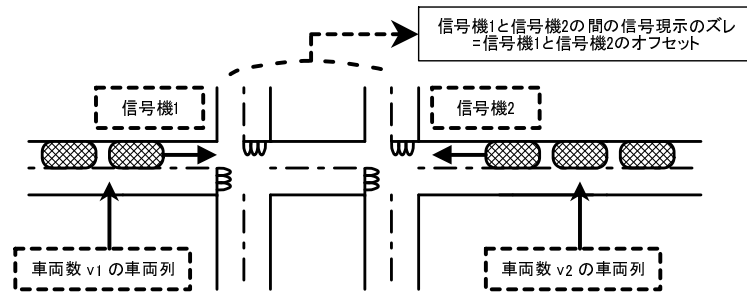 信号機1と信号機2の間の信号現示のズレ
=信号機1と信号機2のオフセット
信号機1
信号機2
車両数 v1 の車両列
車両数 v2 の車両列